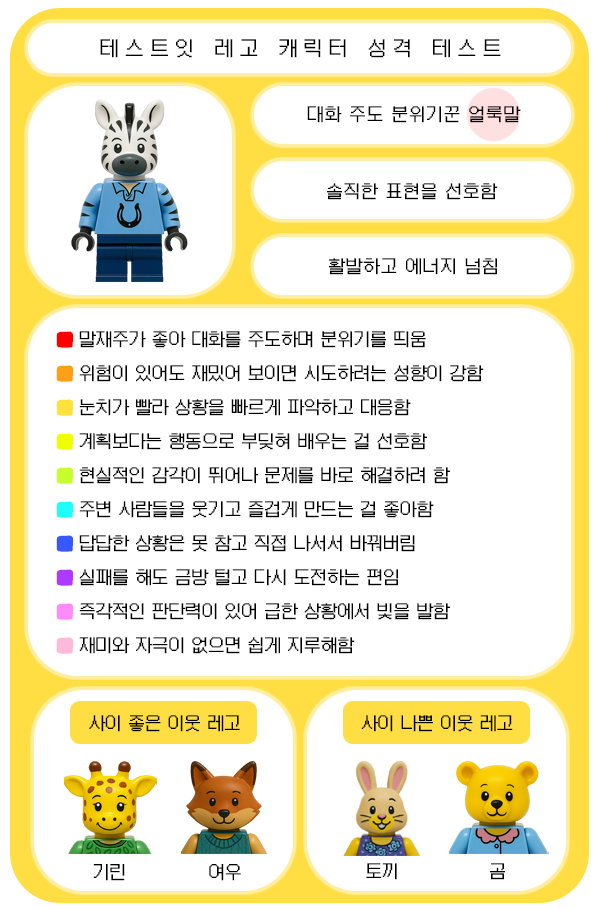 테스트잇 레고 캐릭터 성격 테스트
대화 주도 분위기꾼 얼룩말
솔직한 표현을 선호함
활발하고 에너지 넘침
말재주가 좋아 대화를 주도하며 분위기를 띄움
위험이 있어도 재밌어 보이면 시도하려는 성향이 강함
눈치가 빨라 상황을 빠르게 파악하고 대응함
계획보다는 행동으로 부딪혀 배우는 걸 선호함
현실적인 감각이 뛰어나 문제를 바로 해결하려 함
주변 사람들을 웃기고 즐겁게 만드는 걸 좋아함
답답한 상황은 못 참고 직접 나서서 바꿔버림
실패를 해도 금방 털고 다시 도전하는 편임
즉각적인 판단력이 있어 급한 상황에서 빛을 발함
재미와 자극이 없으면 쉽게 지루해함
사이 좋은 이웃 레고
사이 나쁜 이웃 레고
기린
여우
토끼
곰